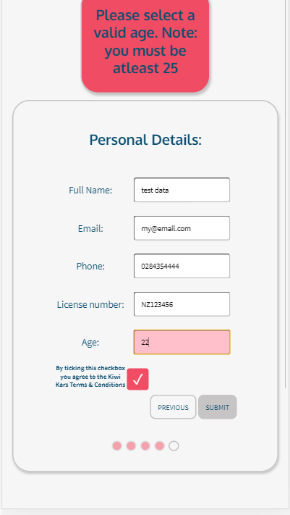 Please select a
valid age. Note:
you must be
atleast 25
Personal Details:
Full Name: test data
Email: my@email.com
Phone: 0284354444
License number: NZ123456
Age: 22
By ticking this checkbox
you agree to the Kiwi
Kars Terms & Conditions
PREVIOUS SUBMIT